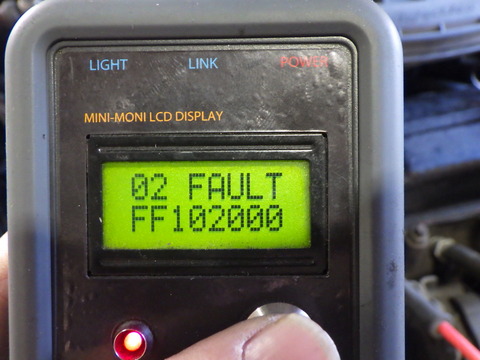 LIGHT LINK POWER
MINI-MONI LCD DISPLAY
02 FAULT
FF102000